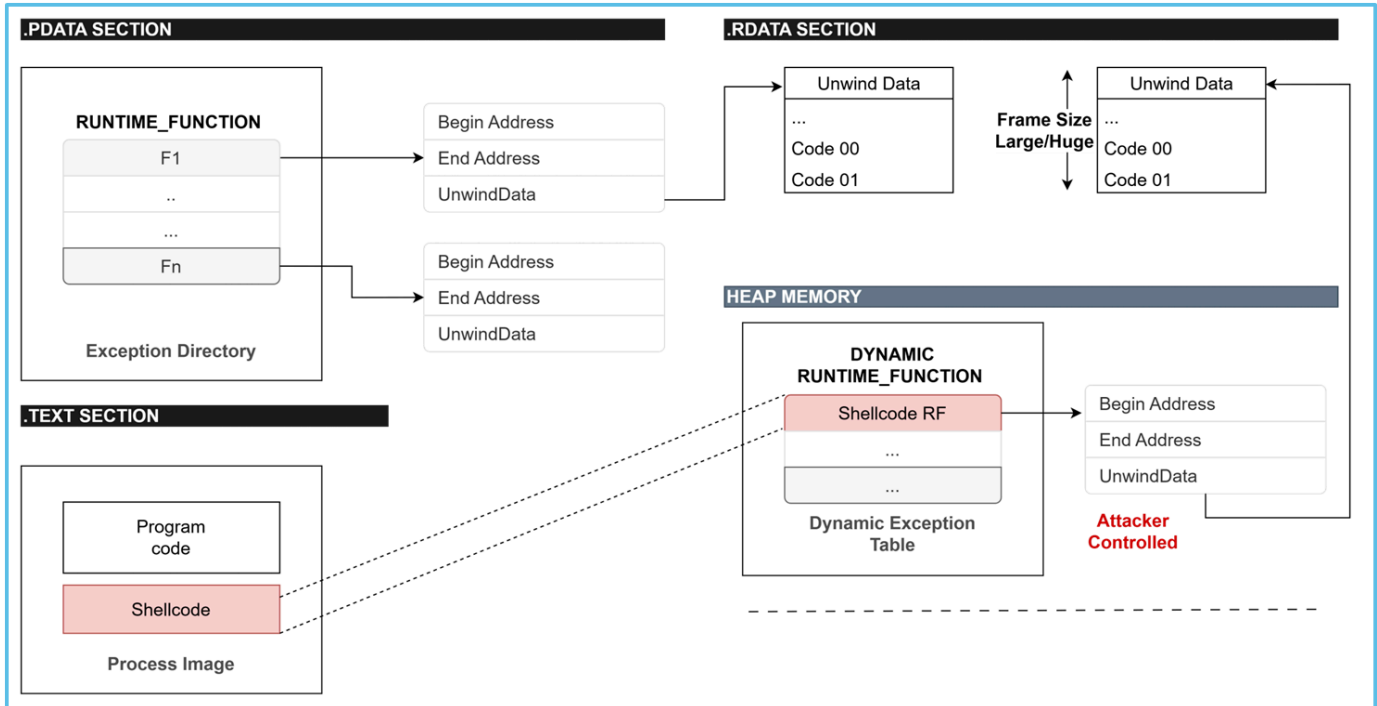 .PDATA SECTION
RUNTIME_FUNCTION
F1
..
...
Fn
Exception Directory
Begin Address
End Address
UnwindData
Begin Address
End Address
UnwindData
.RDATA SECTION
Unwind Data
...
Code 00
Code 01
Frame Size
Large/Huge
Unwind Data
...
Code 00
Code 01
.TEXT SECTION
Program
code
Shellcode
Process Image
HEAP MEMORY
DYNAMIC
RUNTIME_FUNCTION
Shellcode RF
...
...
Dynamic Exception
Table
Begin Address
End Address
UnwindData
Attacker
Controlled